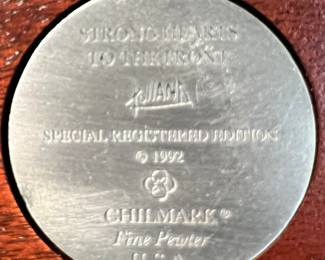 STRONG HEARTS
TO THE FRONT
SPECIAL REGISTERED EDITION
© 1992
CHILMARK®
Fine Pewter
U.S.A.